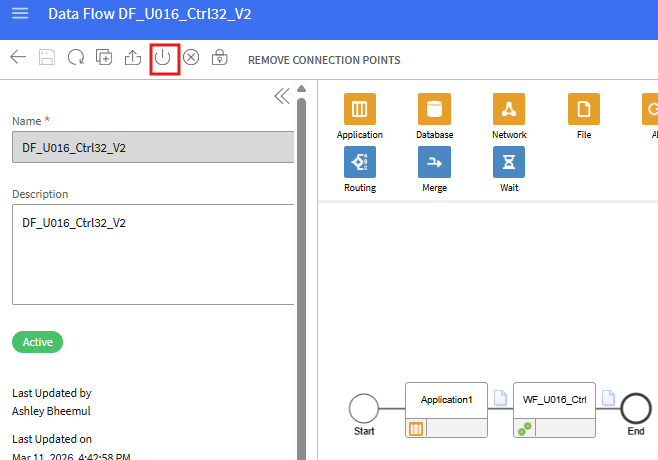 Data Flow DF_U016_Ctrl32_V2
REMOVE CONNECTION POINTS
Name *
DF_U016_Ctrl32_V2
Description
DF_U016_Ctrl32_V2
Active
Last Updated by
Ashley Bheemul
Last Updated on
Mar 11, 2026, 4:42:58 PM
Application
Database
Network
File
Routing
Merge
Wait
Start
Application1
WF_U016_Ctrl
End